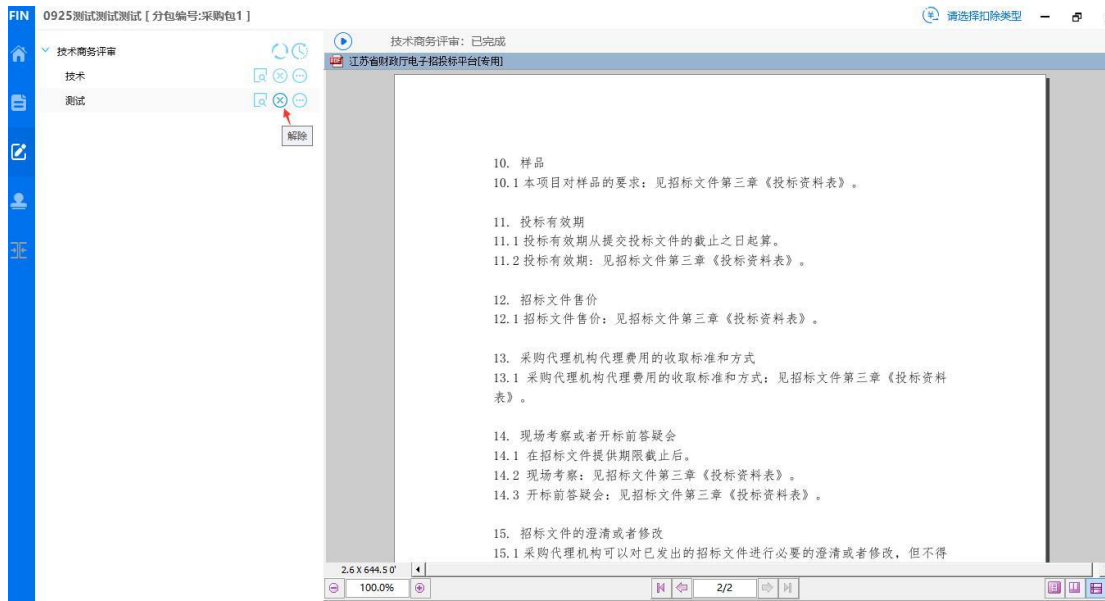 FIN 0925测试测试测试 [ 分包编号:采购包1 ]
请选择扣除类型
技术商务评审
技术
测试
解除
技术商务评审：已完成
江苏省财政厅电子招投标平台[专用]
10. 样品
10.1 本项目对样品的要求：见招标文件第三章《投标资料表》。
11. 投标有效期
11.1 投标有效期从提交投标文件的截止之日起算。
11.2 投标有效期：见招标文件第三章《投标资料表》。
12. 招标文件售价
12.1 招标文件售价：见招标文件第三章《投标资料表》。
13. 采购代理机构代理费用的收取标准和方式
13.1 采购代理机构代理费用的收取标准和方式：见招标文件第三章《投标资料
表》。
14. 现场考察或者开标前答疑会
14.1 在招标文件提供期限截止后。
14.2 现场考察：见招标文件第三章《投标资料表》。
14.3 开标前答疑会：见招标文件第三章《投标资料表》。
15. 招标文件的澄清或者修改
15.1 采购代理机构可以对已发出的招标文件进行必要的澄清或者修改，但不得
2.6 X 644.5 0'
100.0%
2/2